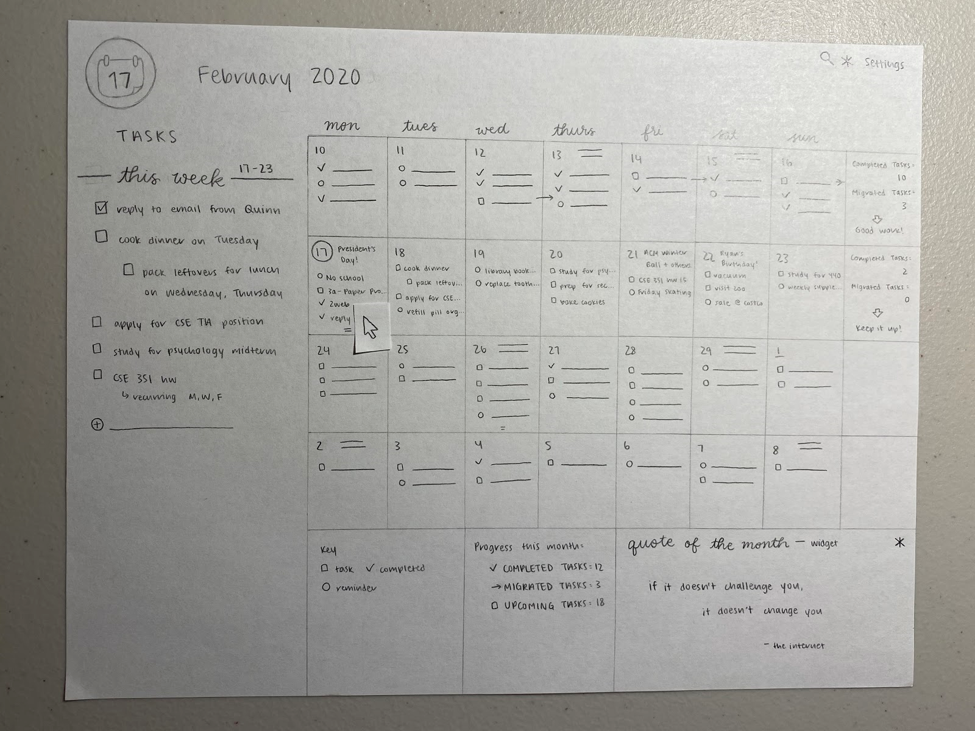 17
February 2020
Settings
TASKS
this week 17-23
reply to email from Quinn
cook dinner on Tuesday
pack leftovers for lunch
on Wednesday, Thursday
apply for CSE TA position
study for psychology midterm
CSE 351 hw
recurring M,W,F
mon tues wed thurs fri sat sun
10 11 12 13 14 15 16
Completed Tasks:
10
Migrated Tasks:
3
Good work!
17 President's
Day!
No school
2a-Paper Pro..
2web
reply
18
cook dinner
pack leftov..
apply for CSE...
refill pill org...
19
library book...
replace tooth..
20
study for psy..
prep for rec...
bake cookies
21 ACM Winter
Ball + others
CSE 351 hw 15
Friday skating
22 Ryan's
Birthday!
vacuum
visit Coo
sale @ costco
23
study for 440
weekly supple...
Completed Tasks:
2
Migrated Tasks:
0
Keep it up!
24 25 26 27 28 29 1
2 3 4 5 6 7 8
Key
task completed
reminder
Progress this month:
COMPLETED TASKS: 12
MIGRATED TASKS: 3
UPCOMING TASKS: 18
quote of the month - widget
if it doesn't challenge you,
it doesn't change you
- the internet